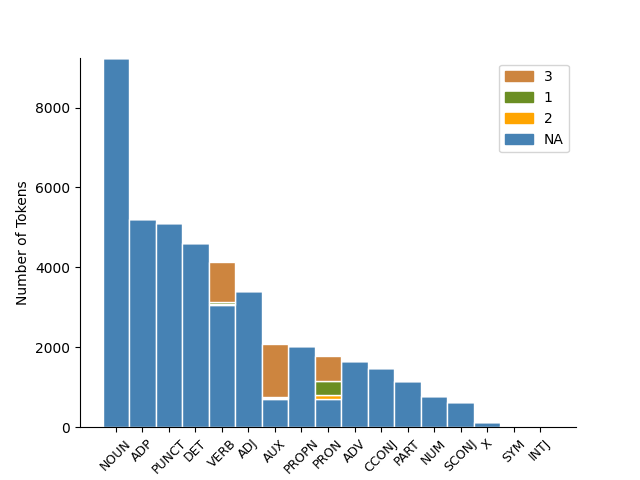 3
1
2
NA
8000
6000
4000
2000
0
Number of Tokens
NOUN
ADP
PUNCT
DET
VERB
ADJ
AUX
PROPN
PRON
ADV
CCONJ
PART
NUM
SCONJ
X
SYM
INTJ